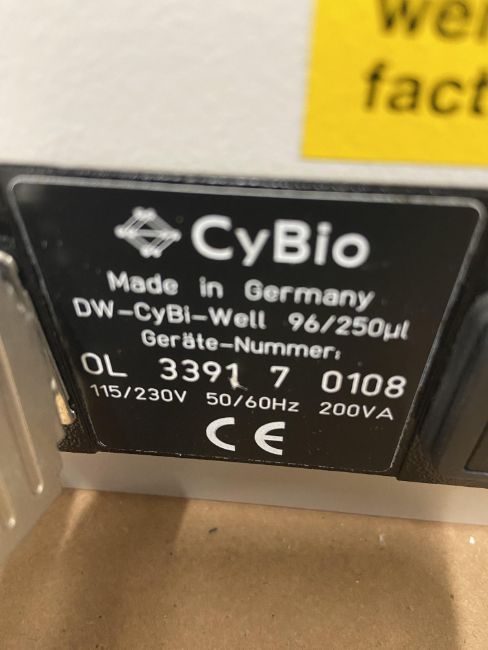 wel
fact
CyBio
Made in Germany
DW-CyBi-Well 96/250µl
Geräte-Nummer:
OL 3391 7 0108
115/230V 50/60Hz 200VA
CE